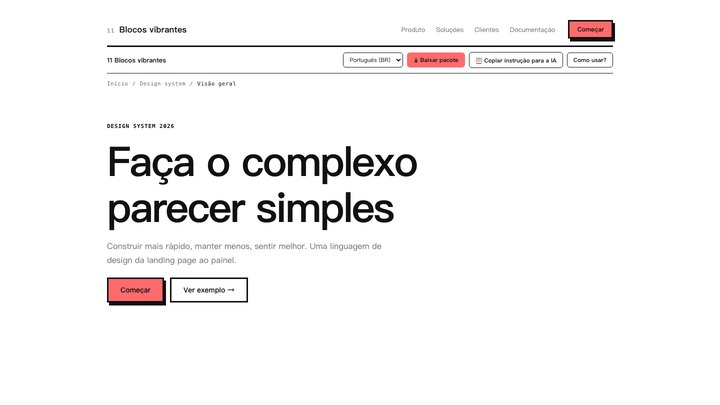 11 Blocos vibrantes
Produto Soluções Clientes Documentação Começar
11 Blocos vibrantes
Português (BR) Baixar pacote Copiar instrução para a IA Como usar?
Início / Design system / Visão geral
DESIGN SYSTEM 2026
Faça o complexo
parecer simples
Construir mais rápido, manter menos, sentir melhor. Uma linguagem de
design da landing page ao painel.
Começar Ver exemplo →